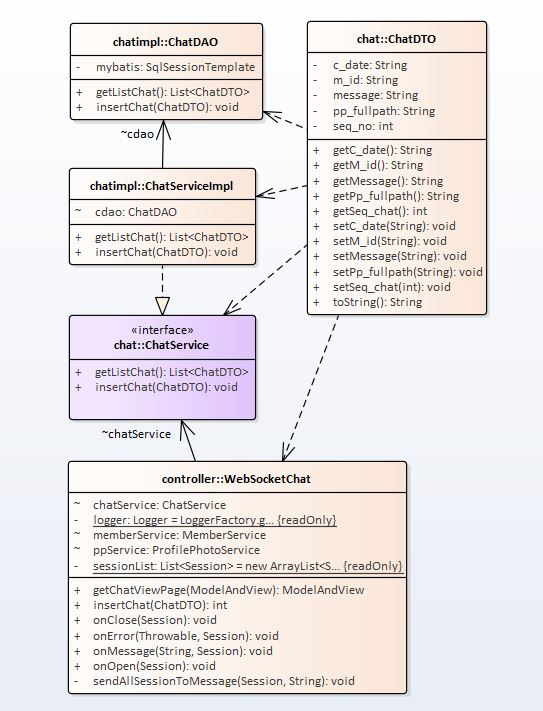 chatimpl::ChatDAO
- mybatis: SqlSessionTemplate
+ getListChat(): List<ChatDTO>
+ insertChat(ChatDTO): void
~cdao
chatimpl::ChatServiceImpl
~ cdao: ChatDAO
+ getListChat(): List<ChatDTO>
+ insertChat(ChatDTO): void
chat::ChatDTO
- c_date: String
- m_id: String
- message: String
- pp_fullpath: String
- seq_no: int
+ getC_date(): String
+ getM_id(): String
+ getMessage(): String
+ getPp_fullpath(): String
+ getSeq_chat(): int
+ setC_date(String): void
+ setM_id(String): void
+ setMessage(String): void
+ setPp_fullpath(String): void
+ setSeq_chat(int): void
+ toString(): String
«interface»
chat::ChatService
+ getListChat(): List<ChatDTO>
+ insertChat(ChatDTO): void
~chatService
controller::WebSocketChat
~ chatService: ChatService
- logger: Logger = LoggerFactory.g... {readOnly}
~ memberService: MemberService
~ ppService: ProfilePhotoService
- sessionList: List<Session> = new ArrayList<S... {readOnly}
+ getChatViewPage(ModelAndView): ModelAndView
+ insertChat(ChatDTO): int
+ onClose(Session): void
+ onError(Throwable, Session): void
+ onMessage(String, Session): void
+ onOpen(Session): void
- sendAllSessionToMessage(Session, String): void